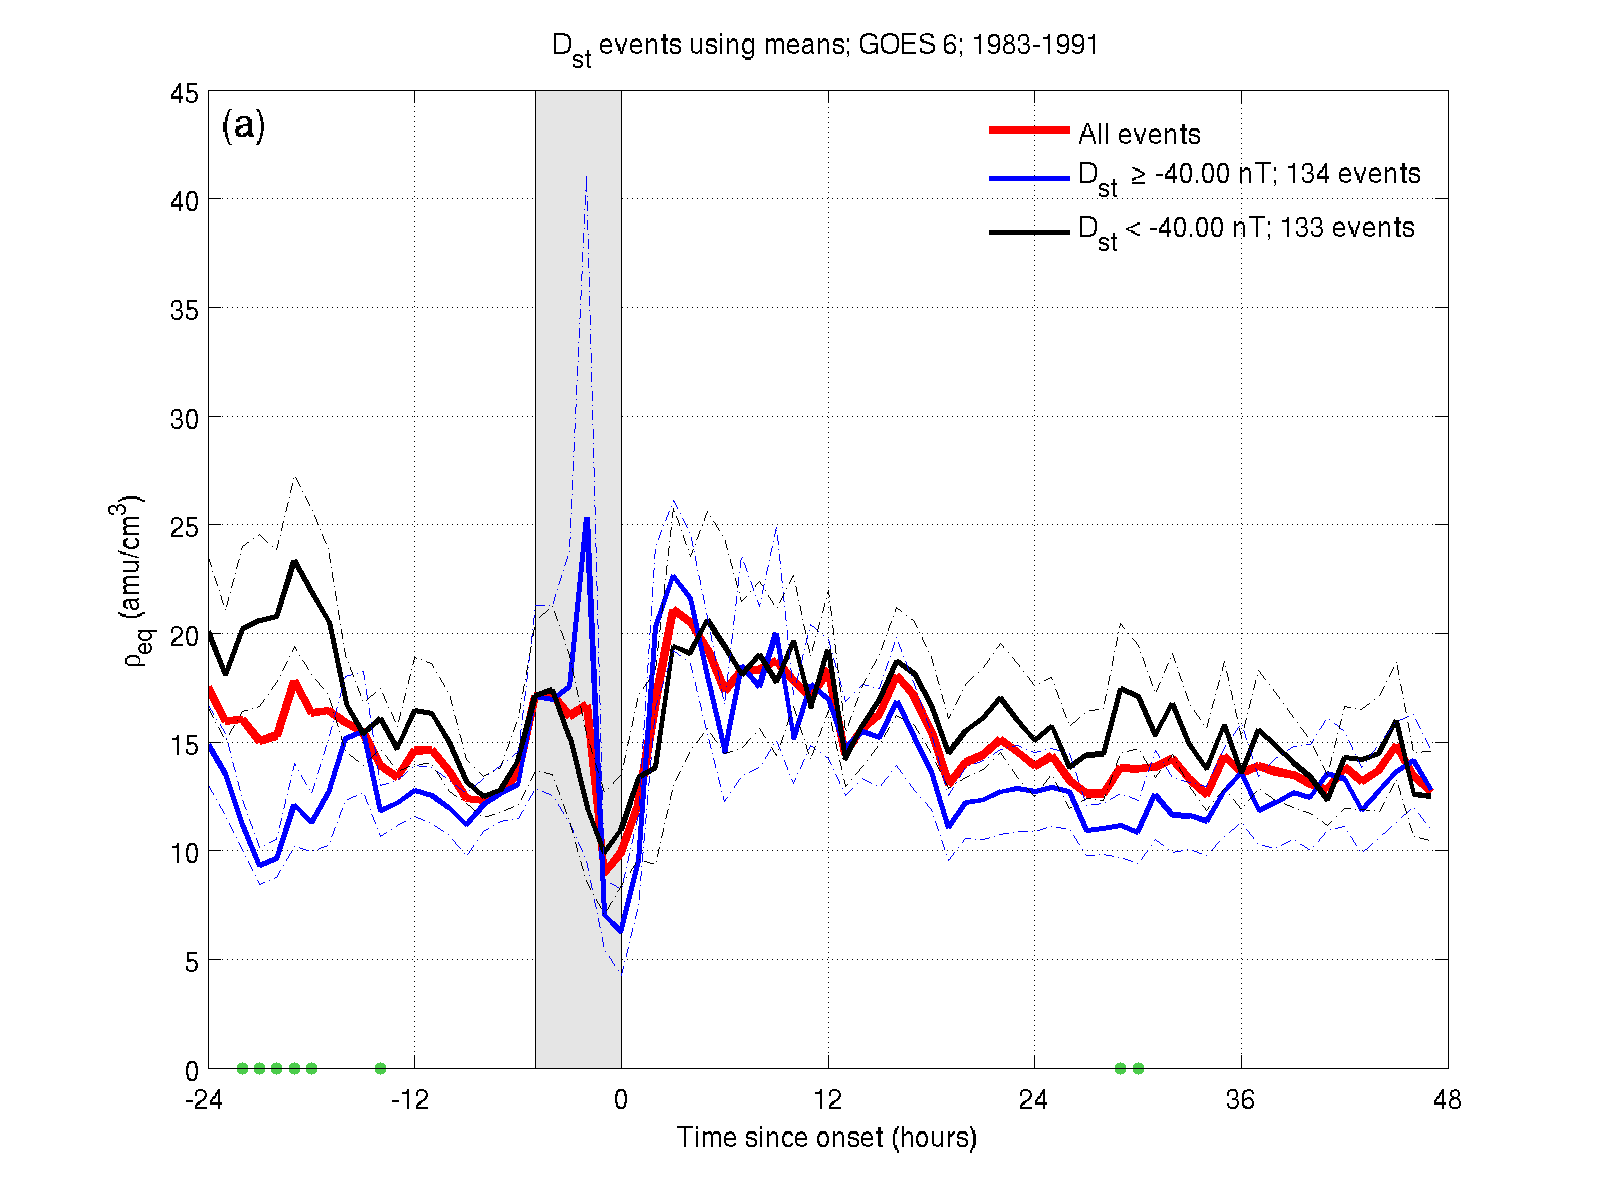 Dst events using means; GOES 6; 1983-1991
(a)
All events
Dst ≥ -40.00 nT; 134 events
Dst < -40.00 nT; 133 events
45
40
35
30
25
20
15
10
5
0
ρeq (amu/cm³)
-24 -12 0 12 24 36 48
Time since onset (hours)